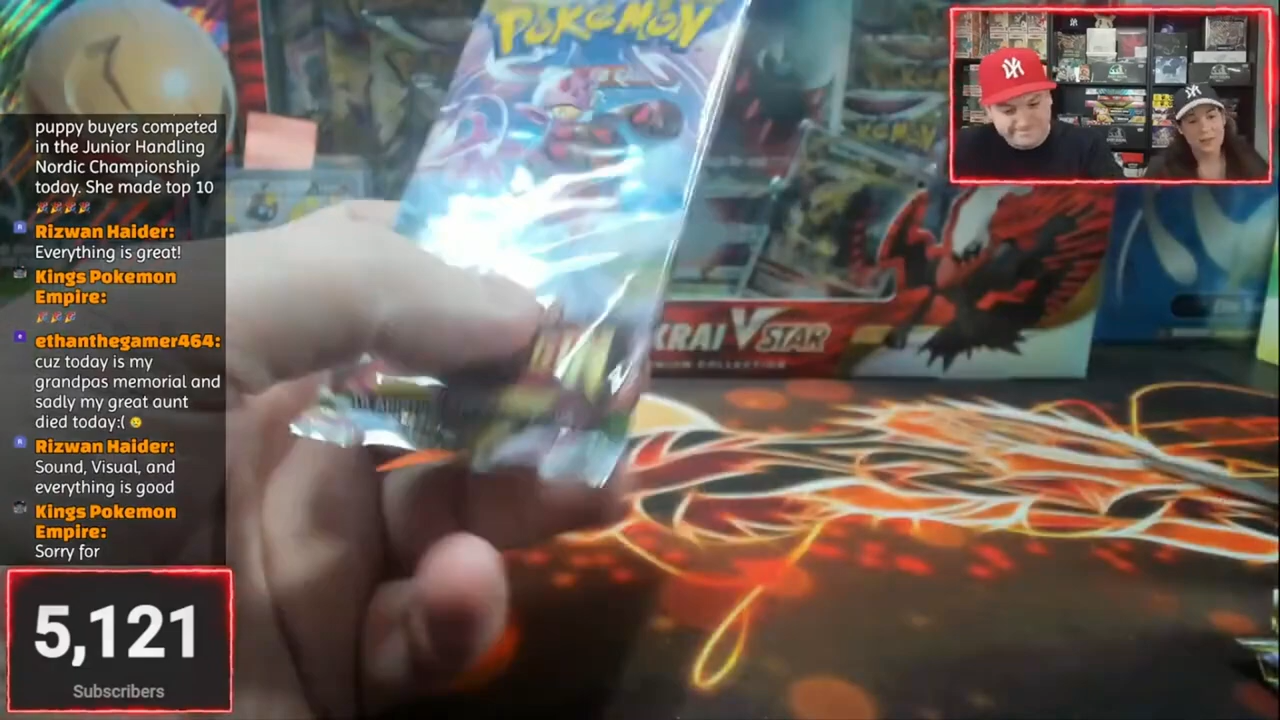 POKÉMON
puppy buyers competed
in the Junior Handling
Nordic Championship
today. She made top 10
Rizwan Haider:
Everything is great!
Kings Pokemon
Empire:
ethanthegamer464:
cuz today is my
grandpas memorial and
sadly my great aunt
died today:(
Rizwan Haider:
Sound, Visual, and
everything is good
Kings Pokemon
Empire:
Sorry for
5,121
Subscribers
KRAI VSTAR